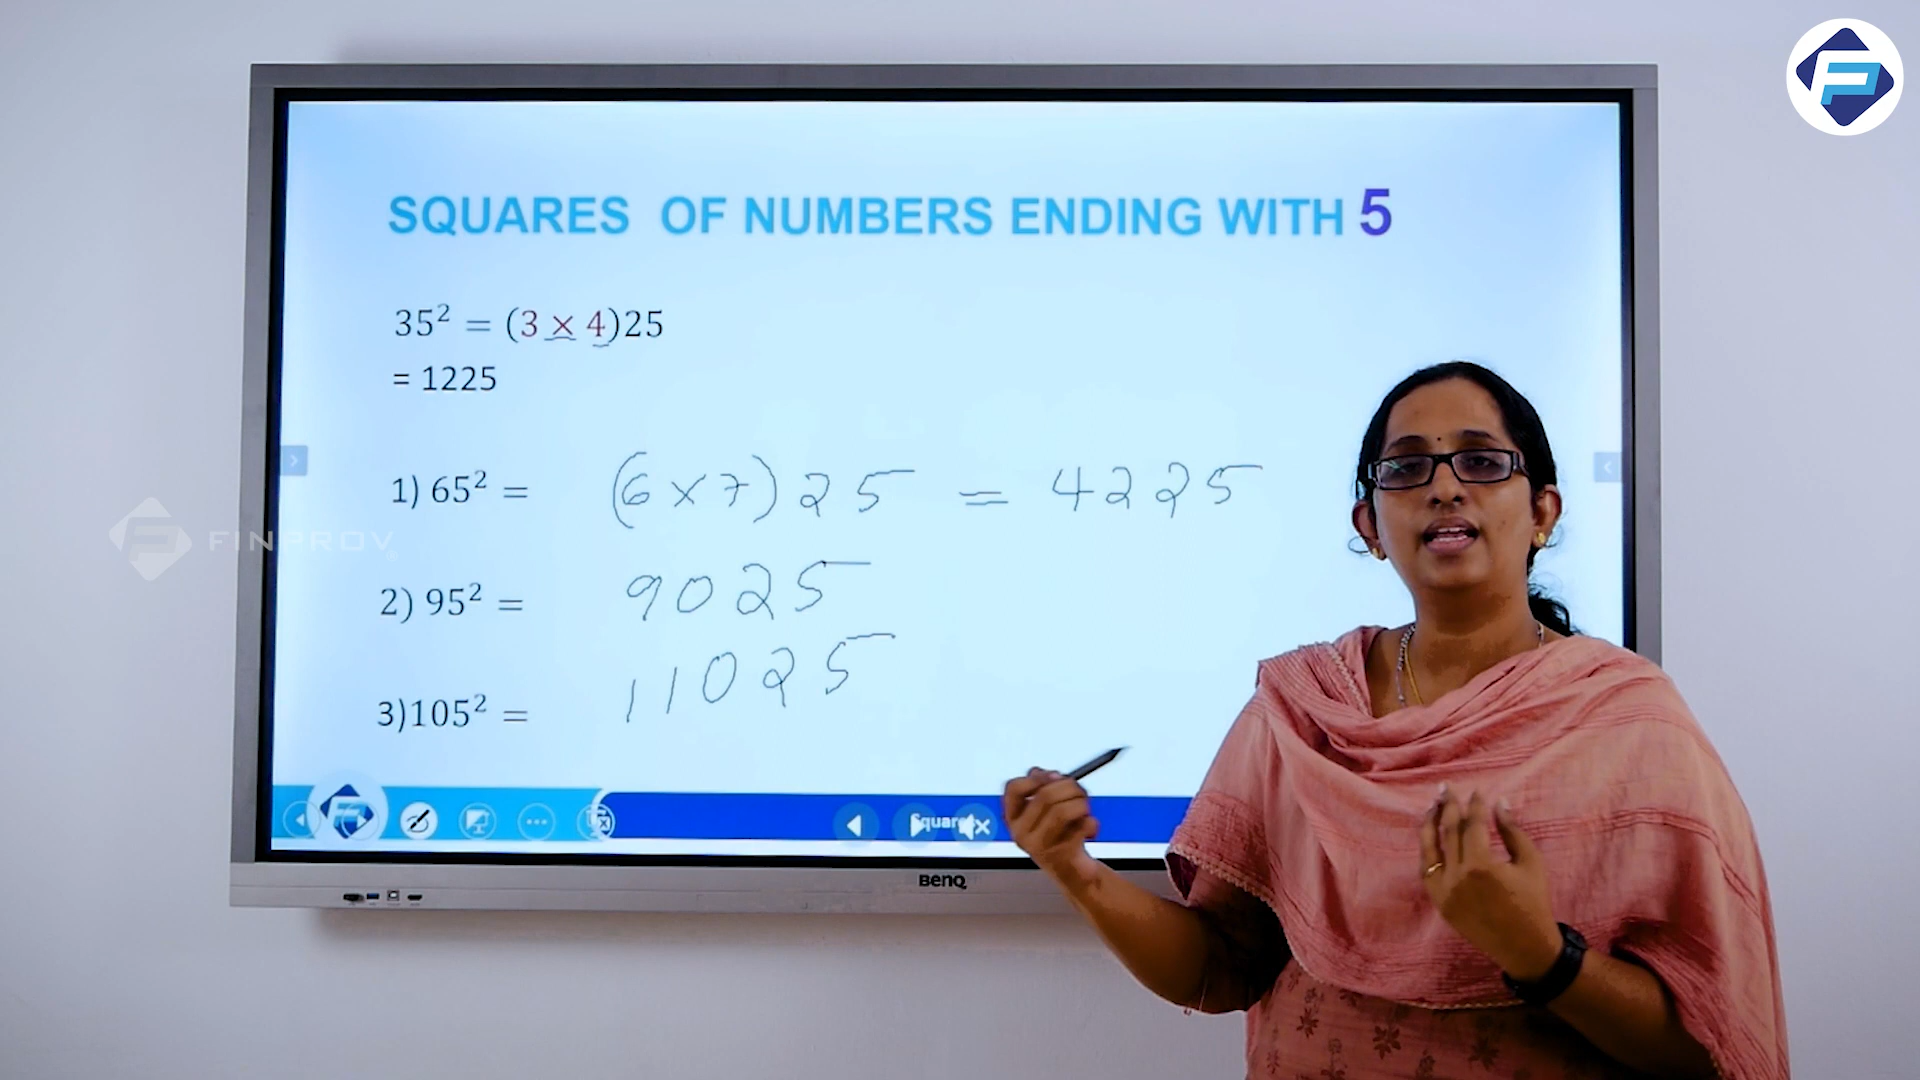 SQUARES OF NUMBERS ENDING WITH 5
35² = (3 × 4)25
= 1225
1) 65² = (6 × 7) 25 = 4225
FINPROV
2) 95² = 9025
3)105² = 11025
BenQ